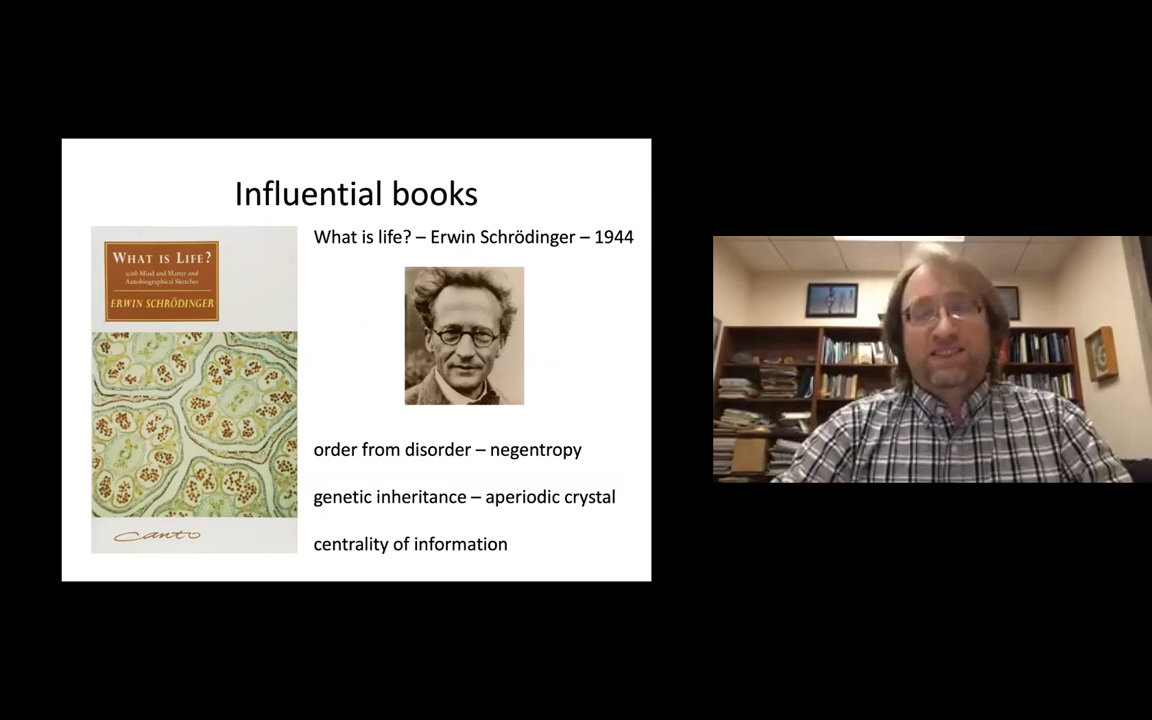 Influential books
WHAT IS LIFE?
with Mind and Matter and
Autobiographical Sketches
ERWIN SCHRÖDINGER
Canto
What is life? – Erwin Schrödinger – 1944
order from disorder – negentropy
genetic inheritance – aperiodic crystal
centrality of information